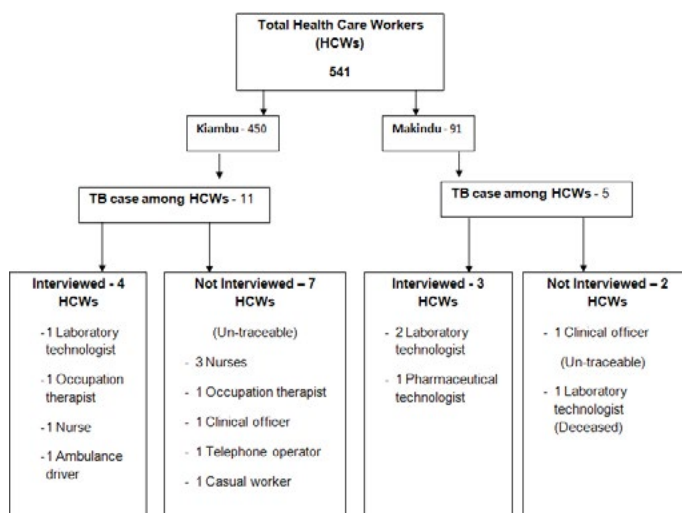 Total Health Care Workers
(HCWs)
541
Kiambu - 450
Makindu - 91
TB case among HCWs - 11
TB case among HCWs - 5
Interviewed - 4
HCWs
-1 Laboratory
technologist
-1 Occupation
therapist
-1 Nurse
-1 Ambulance
driver
Not Interviewed – 7
HCWs
(Un-traceable)
- 3 Nurses
- 1 Occupation therapist
- 1 Clinical officer
- 1 Telephone operator
- 1 Casual worker
Interviewed - 3
HCWs
- 2 Laboratory
technologist
- 1 Pharmaceutical
technologist
Not Interviewed – 2
HCWs
- 1 Clinical officer
(Un-traceable)
- 1 Laboratory
technologist
(Deceased)